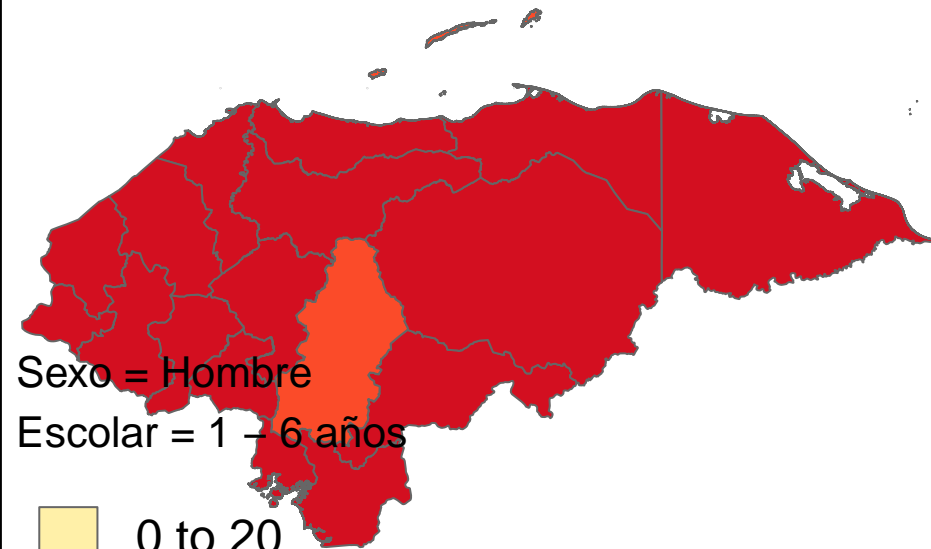 Sexo = Hombre
Escolar = 1 – 6 años
0 to 20